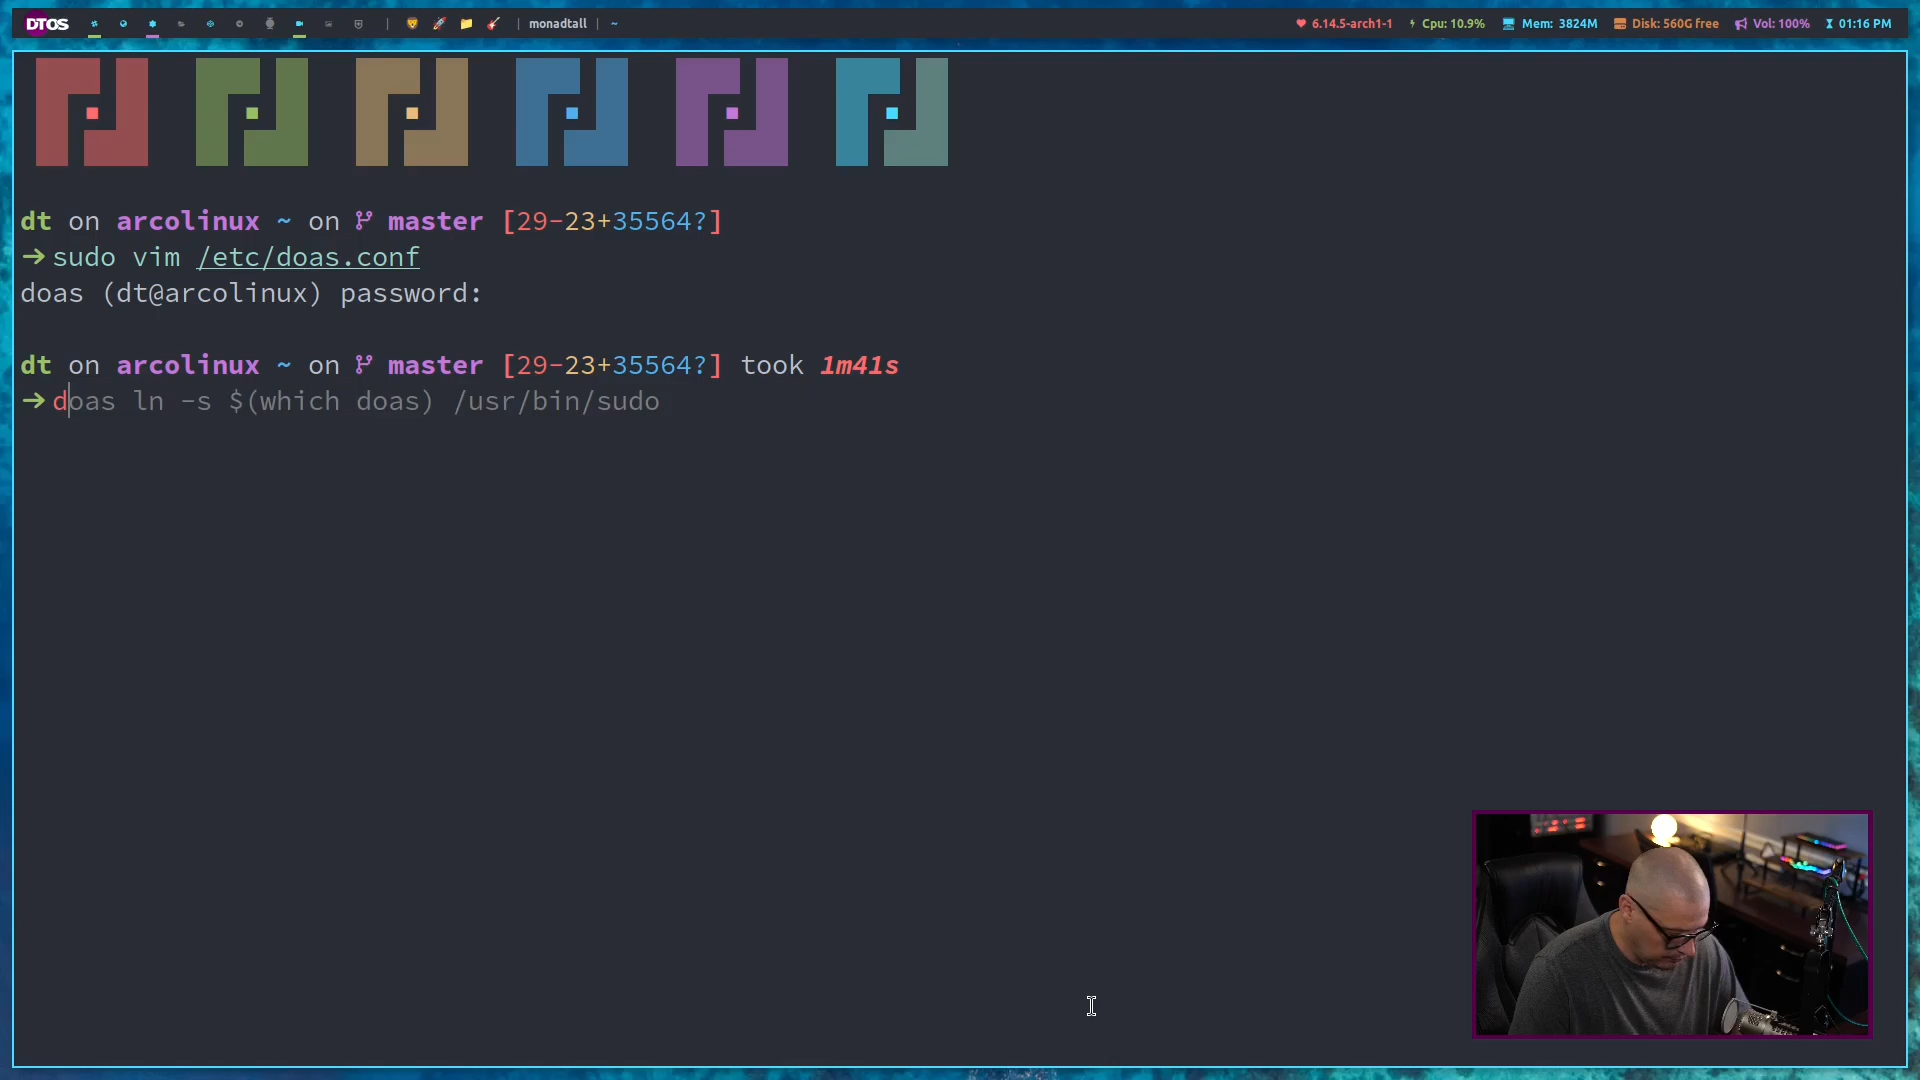 DTOS | monadtall | ~ 6.14.5-arch1-1 Cpu: 10.9% Mem: 3824M Disk: 560G free Vol: 100% 01:16 PM
dt on arcolinux ~ on master [29-23+35564?]
→ sudo vim /etc/doas.conf
doas (dt@arcolinux) password:
dt on arcolinux ~ on master [29-23+35564?] took 1m41s
→ doas ln -s $(which doas) /usr/bin/sudo